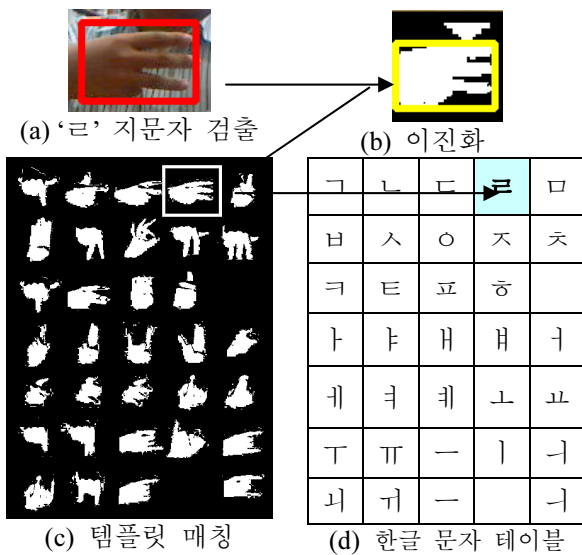 (a) ‘ㄹ’ 지문자 검출
(b) 이진화
ㄱ ㄴ ㄷ ㄹ ㅁ
ㅂ ㅅ ㅇ ㅈ ㅊ
ㅋ ㅌ ㅍ ㅎ
ㅏ ㅑ ㅐ ㅒ ㅓ
ㅔ ㅕ ㅖ ㅗ ㅛ
ㅜ ㅠ ㅡ ㅣ ㅢ
ㅚ ㅟ ㅡ ㅢ
(c) 템플릿 매칭
(d) 한글 문자 테이블